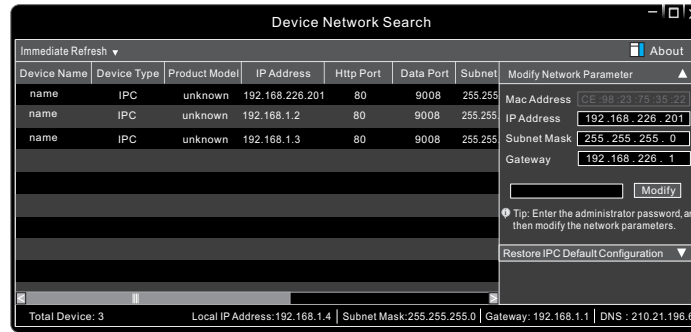 Device Network Search
Immediate Refresh ▼ About
Device Name Device Type Product Model IP Address Http Port Data Port Subnet
name IPC unknown 192.168.226.201 80 9008 255.255
name IPC unknown 192.168.1.2 80 9008 255.255.
name IPC unknown 192.168.1.3 80 9008 255.255.
Modify Network Parameter ▲
Mac Address CE :98 :23 :75 :35 :22
IP Address 192 .168 . 226 . 201
Subnet Mask 255 . 255 . 255 . 0
Gateway 192 .168 . 226 . 1
Modify
Tip: Enter the administrator password, an
then modify the network parameters.
Restore IPC Default Configuration ▼
Total Device: 3 Local IP Address:192.168.1.4 Subnet Mask:255.255.255.0 Gateway: 192.168.1.1 DNS : 210.21.196.6